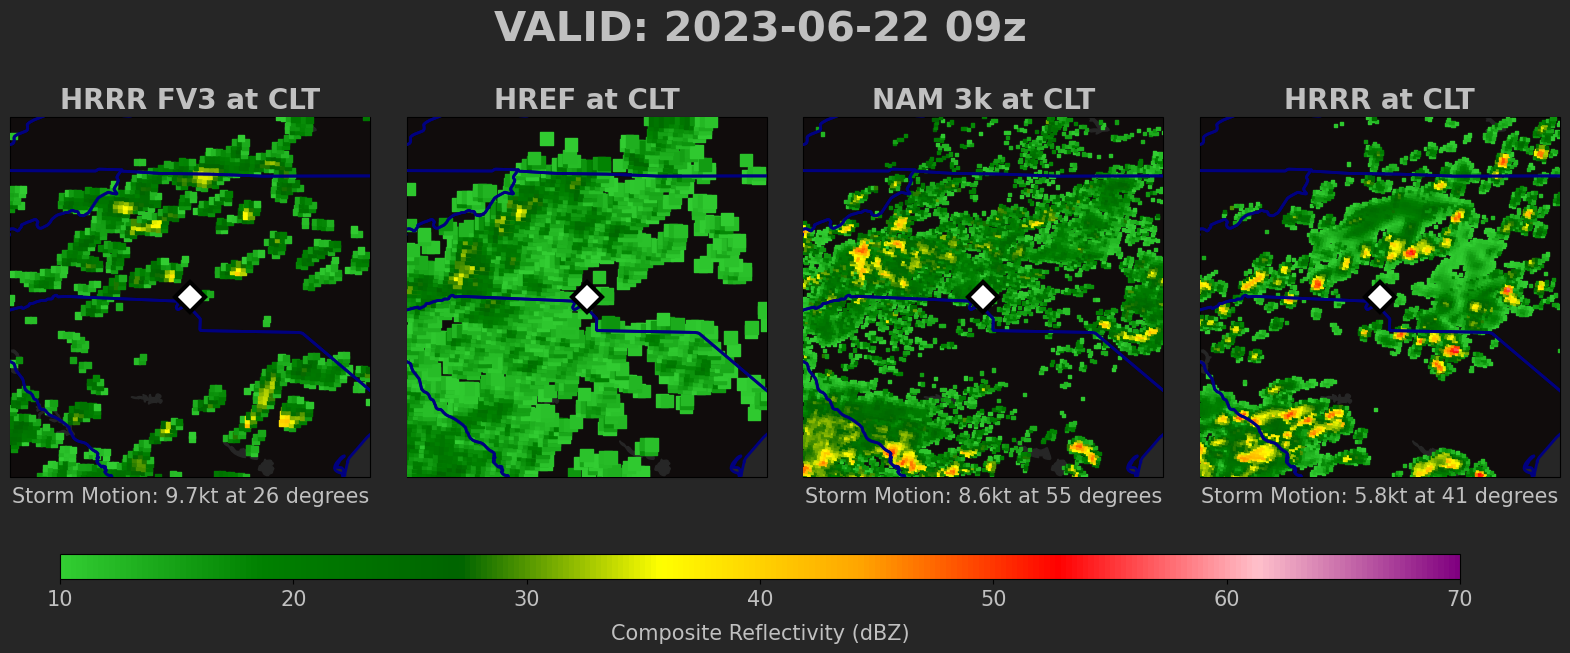 VALID: 2023-06-22 09z
HRRR FV3 at CLT
HREF at CLT
NAM 3k at CLT
HRRR at CLT
Storm Motion: 9.7kt at 26 degrees
Storm Motion: 8.6kt at 55 degrees
Storm Motion: 5.8kt at 41 degrees
10 20 30 40 50 60 70
Composite Reflectivity (dBZ)